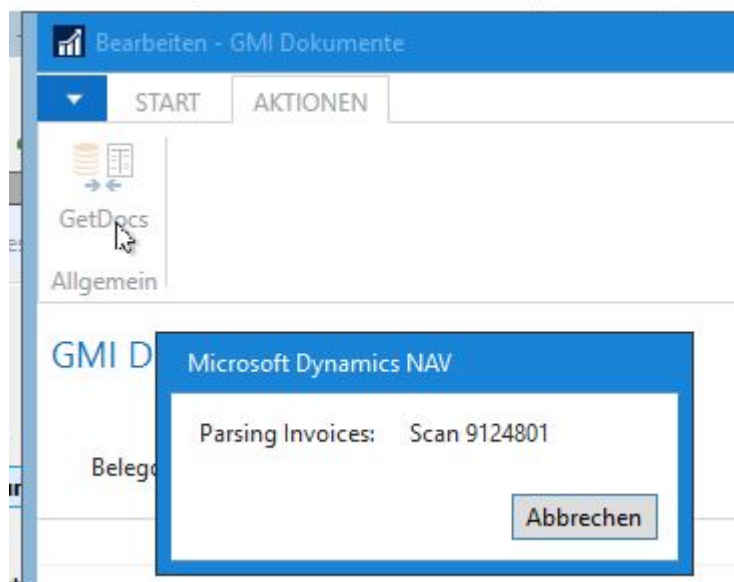 Bearbeiten - GMI Dokumente
START AKTIONEN
GetDocs
Allgemein
GMI D
Microsoft Dynamics NAV
Parsing Invoices: Scan 9124801
Abbrechen